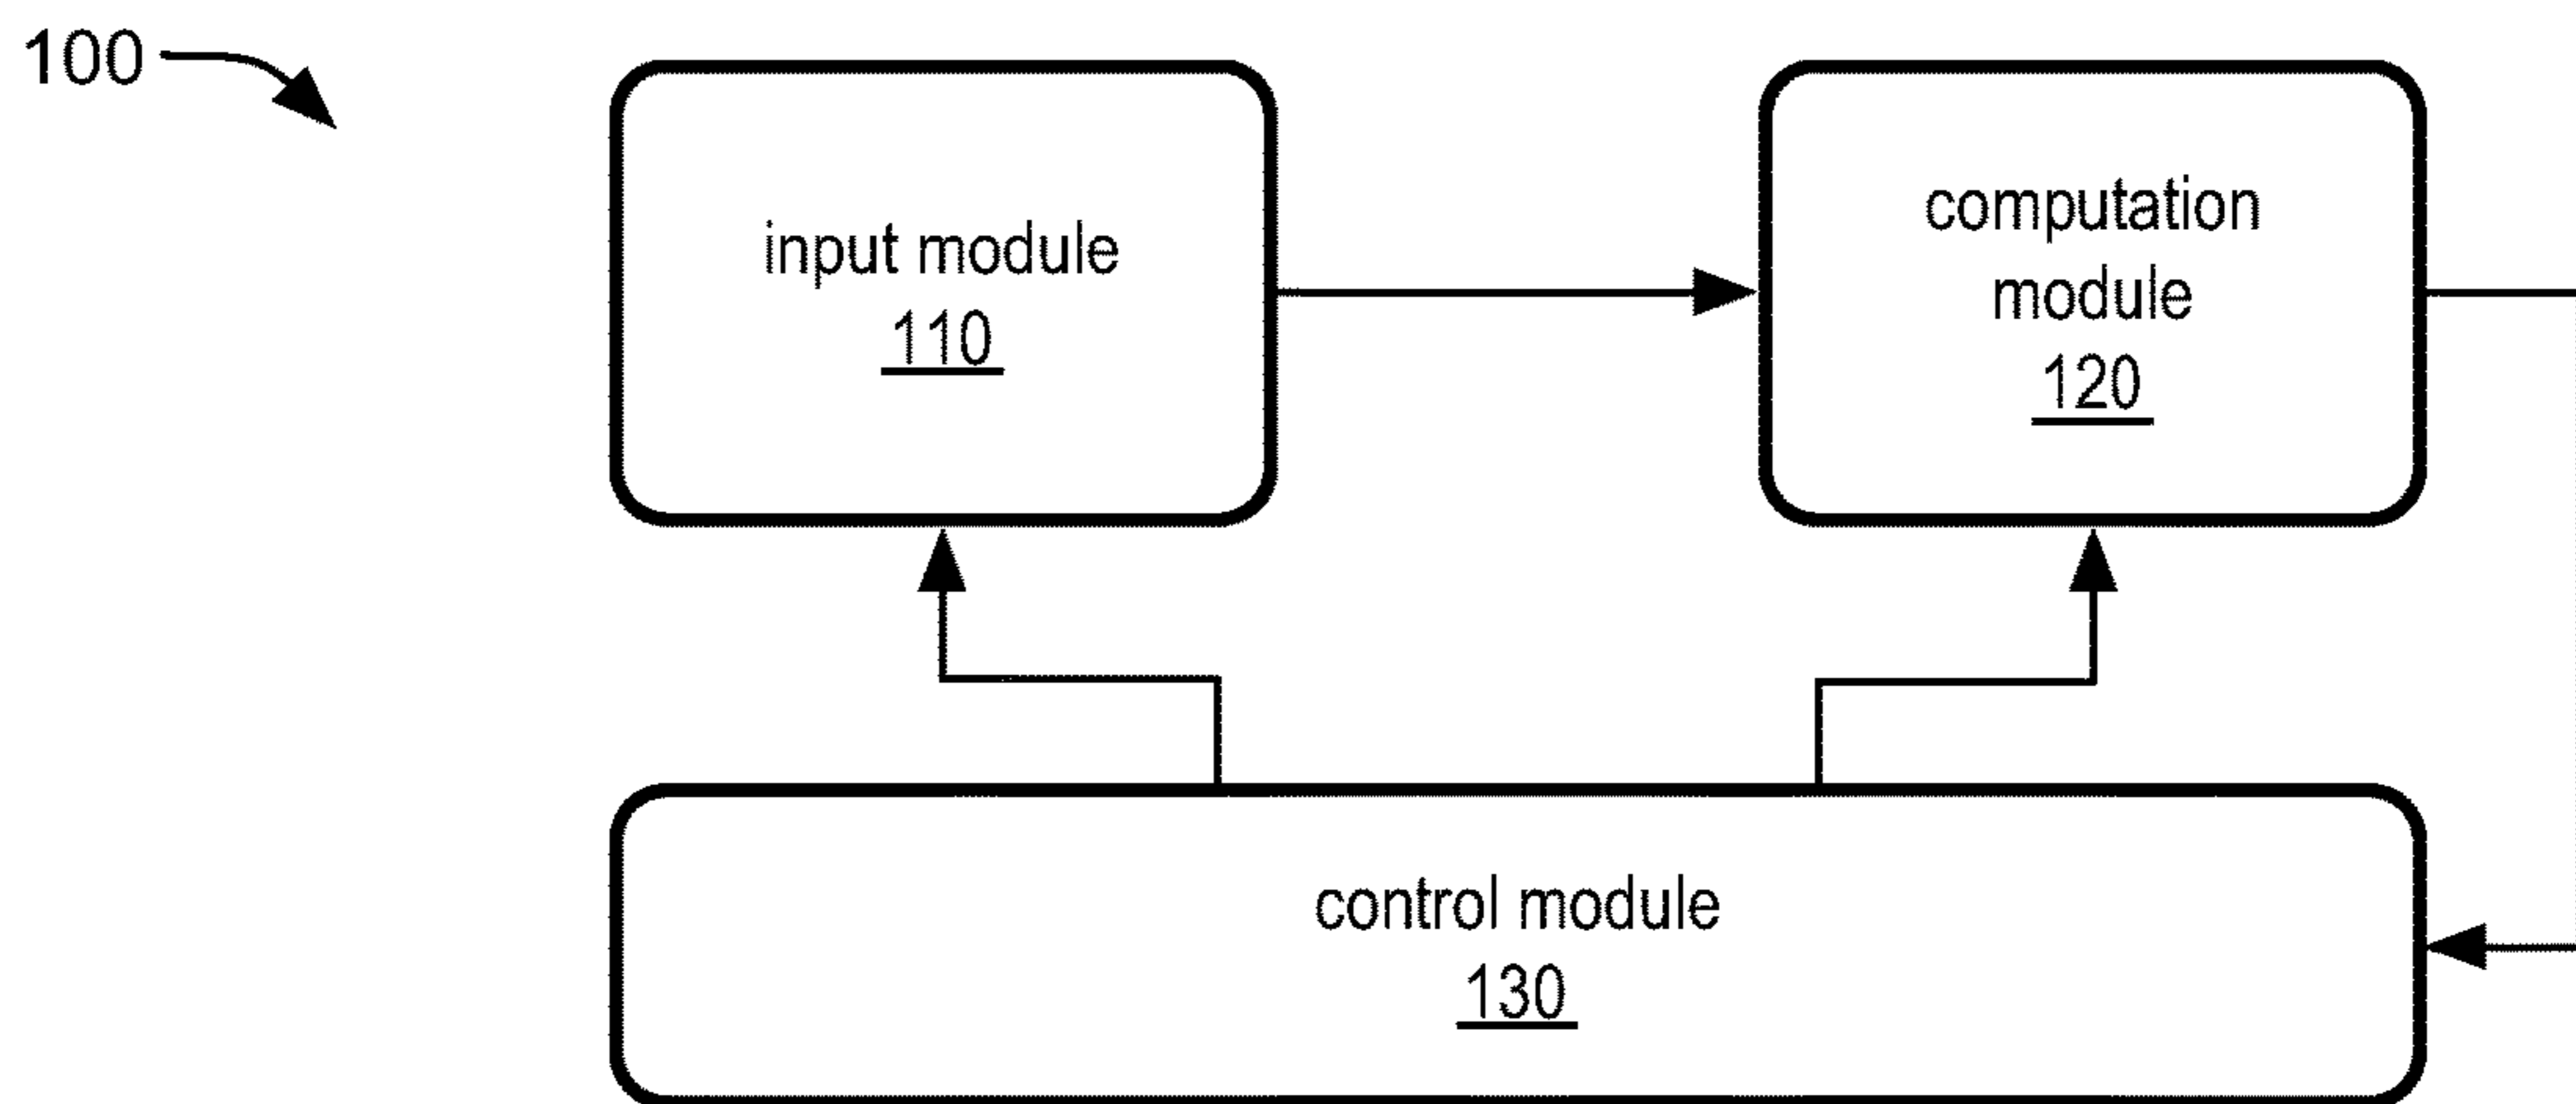 100
input module
110
computation
module
120
control module
130